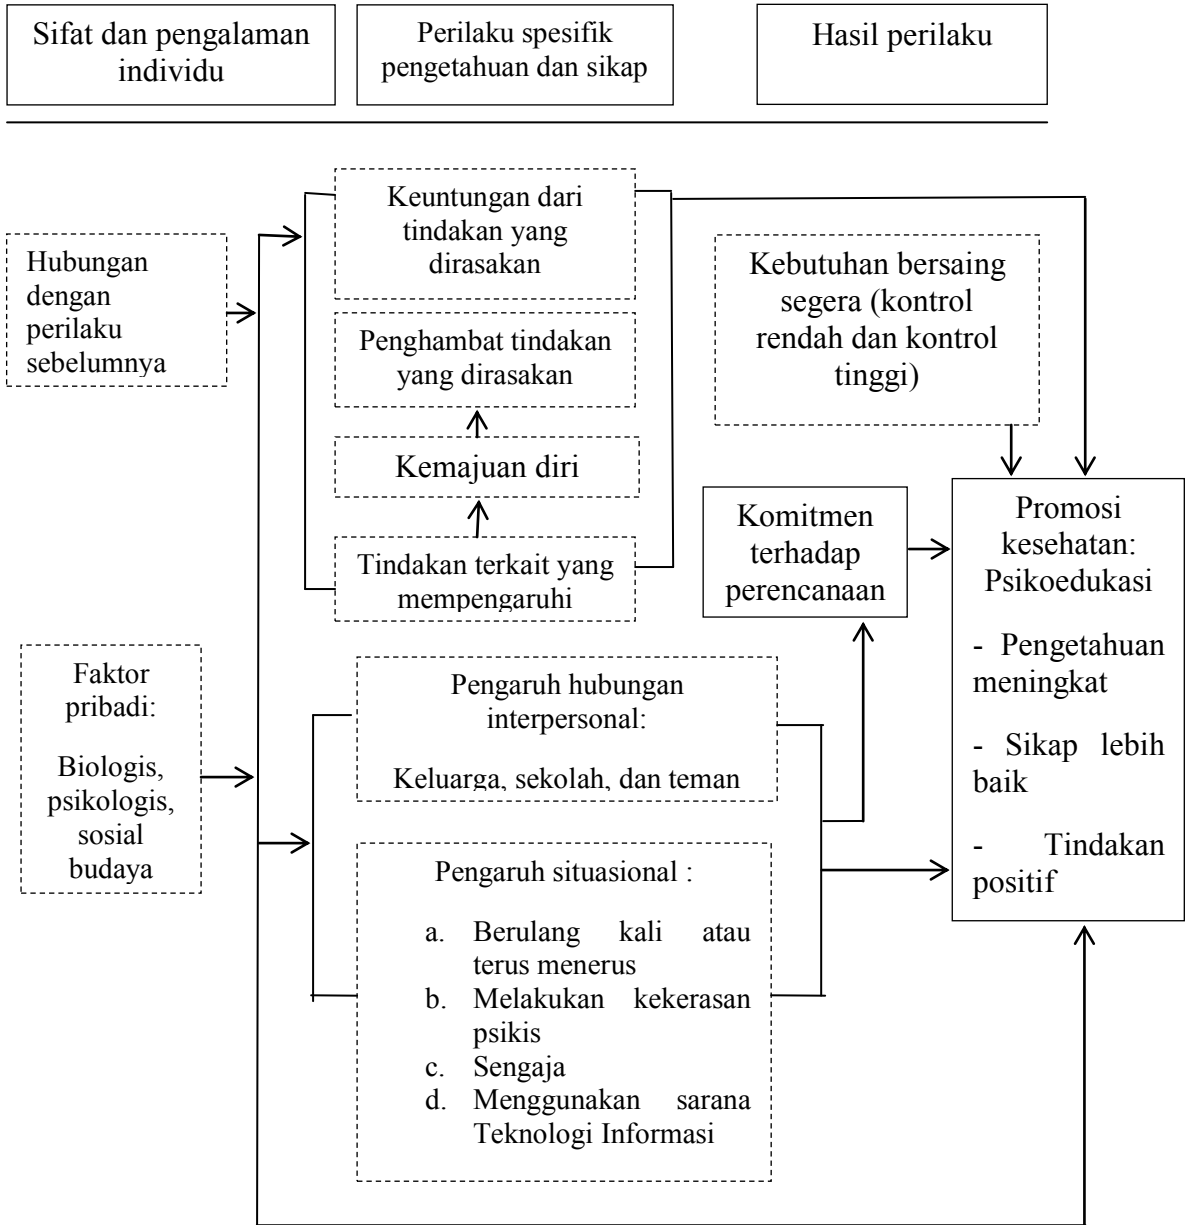 Sifat dan pengalaman
individu
Perilaku spesifik
pengetahuan dan sikap
Hasil perilaku
Hubungan
dengan
perilaku
sebelumnya
Keuntungan dari
tindakan yang
dirasakan
Penghambat tindakan
yang dirasakan
Kemajuan diri
Tindakan terkait yang
mempengaruhi
Kebutuhan bersaing
segera (kontrol
rendah dan kontrol
tinggi)
Komitmen
terhadap
perencanaan
Promosi
kesehatan:
Psikoedukasi
- Pengetahuan
meningkat
- Sikap lebih
baik
- Tindakan
positif
Faktor
pribadi:
Biologis,
psikologis,
sosial
budaya
Pengaruh hubungan
interpersonal:
Keluarga, sekolah, dan teman
Pengaruh situasional :
a. Berulang kali atau
terus menerus
b. Melakukan kekerasan
psikis
c. Sengaja
d. Menggunakan sarana
Teknologi Informasi